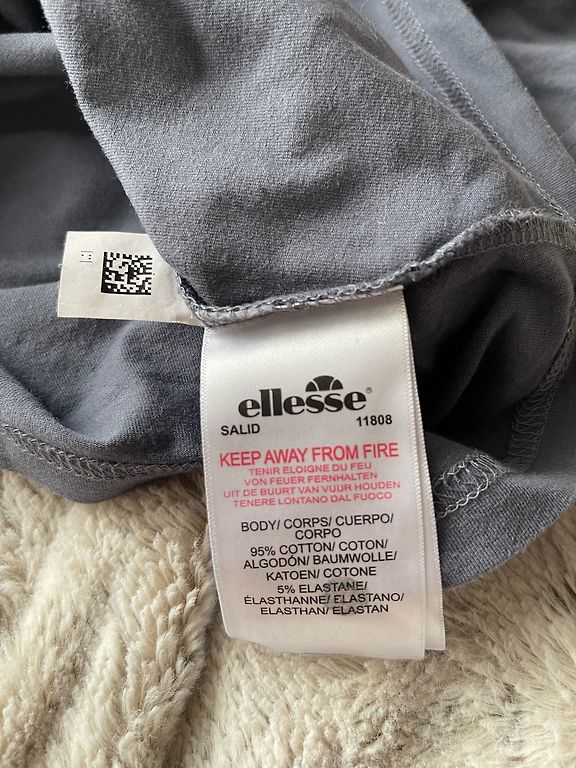 ellesse®
SALID 11808
KEEP AWAY FROM FIRE
TENIR ELOIGNE DU FEU
VON FEUER FERNHALTEN
UIT DE BUURT VAN VUUR HOUDEN
TENERE LONTANO DAL FUOCO
BODY/ CORPS/ CUERPO/
CORPO
95% COTTON/ COTON/
ALGODÓN/ BAUMWOLLE/
KATOEN/ COTONE
5% ELASTANE/
ÉLASTHANNE/ ELASTANO/
ELASTHAN/ ELASTAN